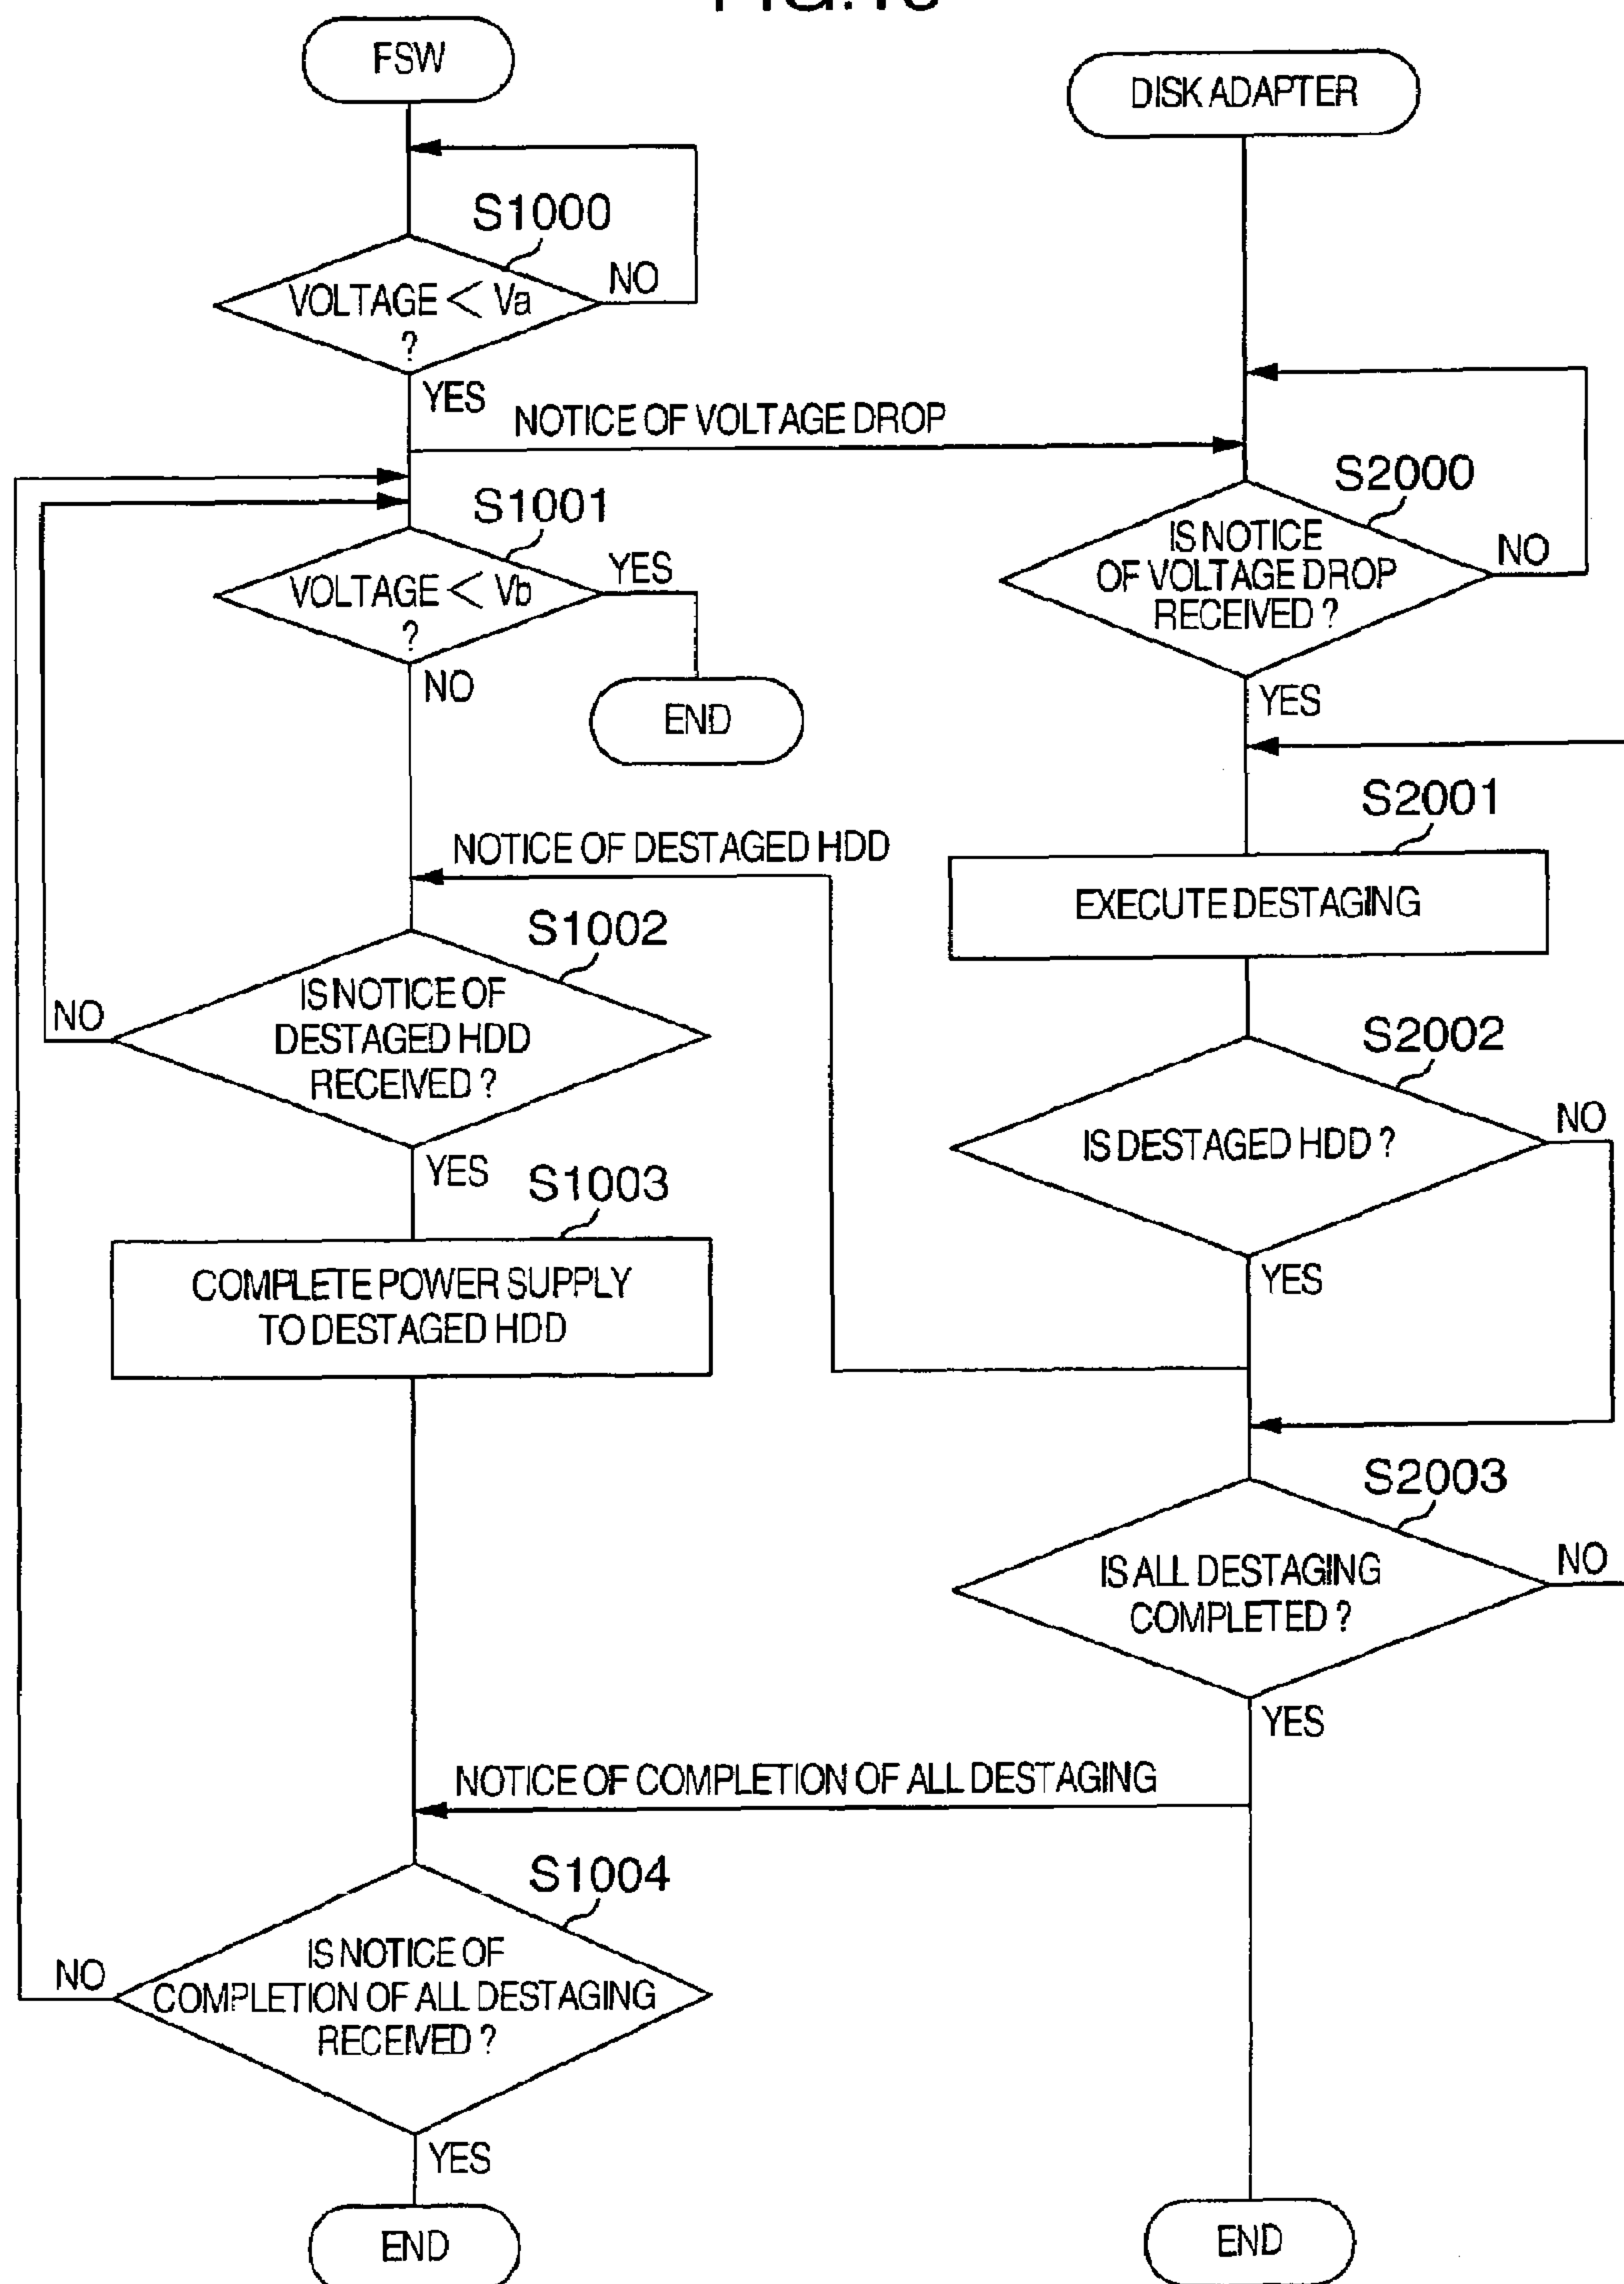 FSW
S1000
VOLTAGE < Va
?
NO
YES
NOTICE OF VOLTAGE DROP
S1001
VOLTAGE < Vb
?
YES
NO
END
NOTICE OF DESTAGED HDD
S1002
IS NOTICE OF
DESTAGED HDD
RECEIVED ?
NO
YES
S1003
COMPLETE POWER SUPPLY
TO DESTAGED HDD
NOTICE OF COMPLETION OF ALL DESTAGING
S1004
IS NOTICE OF
COMPLETION OF ALL DESTAGING
RECEIVED ?
NO
YES
END
DISK ADAPTER
S2000
IS NOTICE
OF VOLTAGE DROP
RECEIVED ?
NO
YES
S2001
EXECUTE DESTAGING
S2002
IS DESTAGED HDD ?
NO
YES
S2003
IS ALL DESTAGING
COMPLETED ?
NO
YES
END